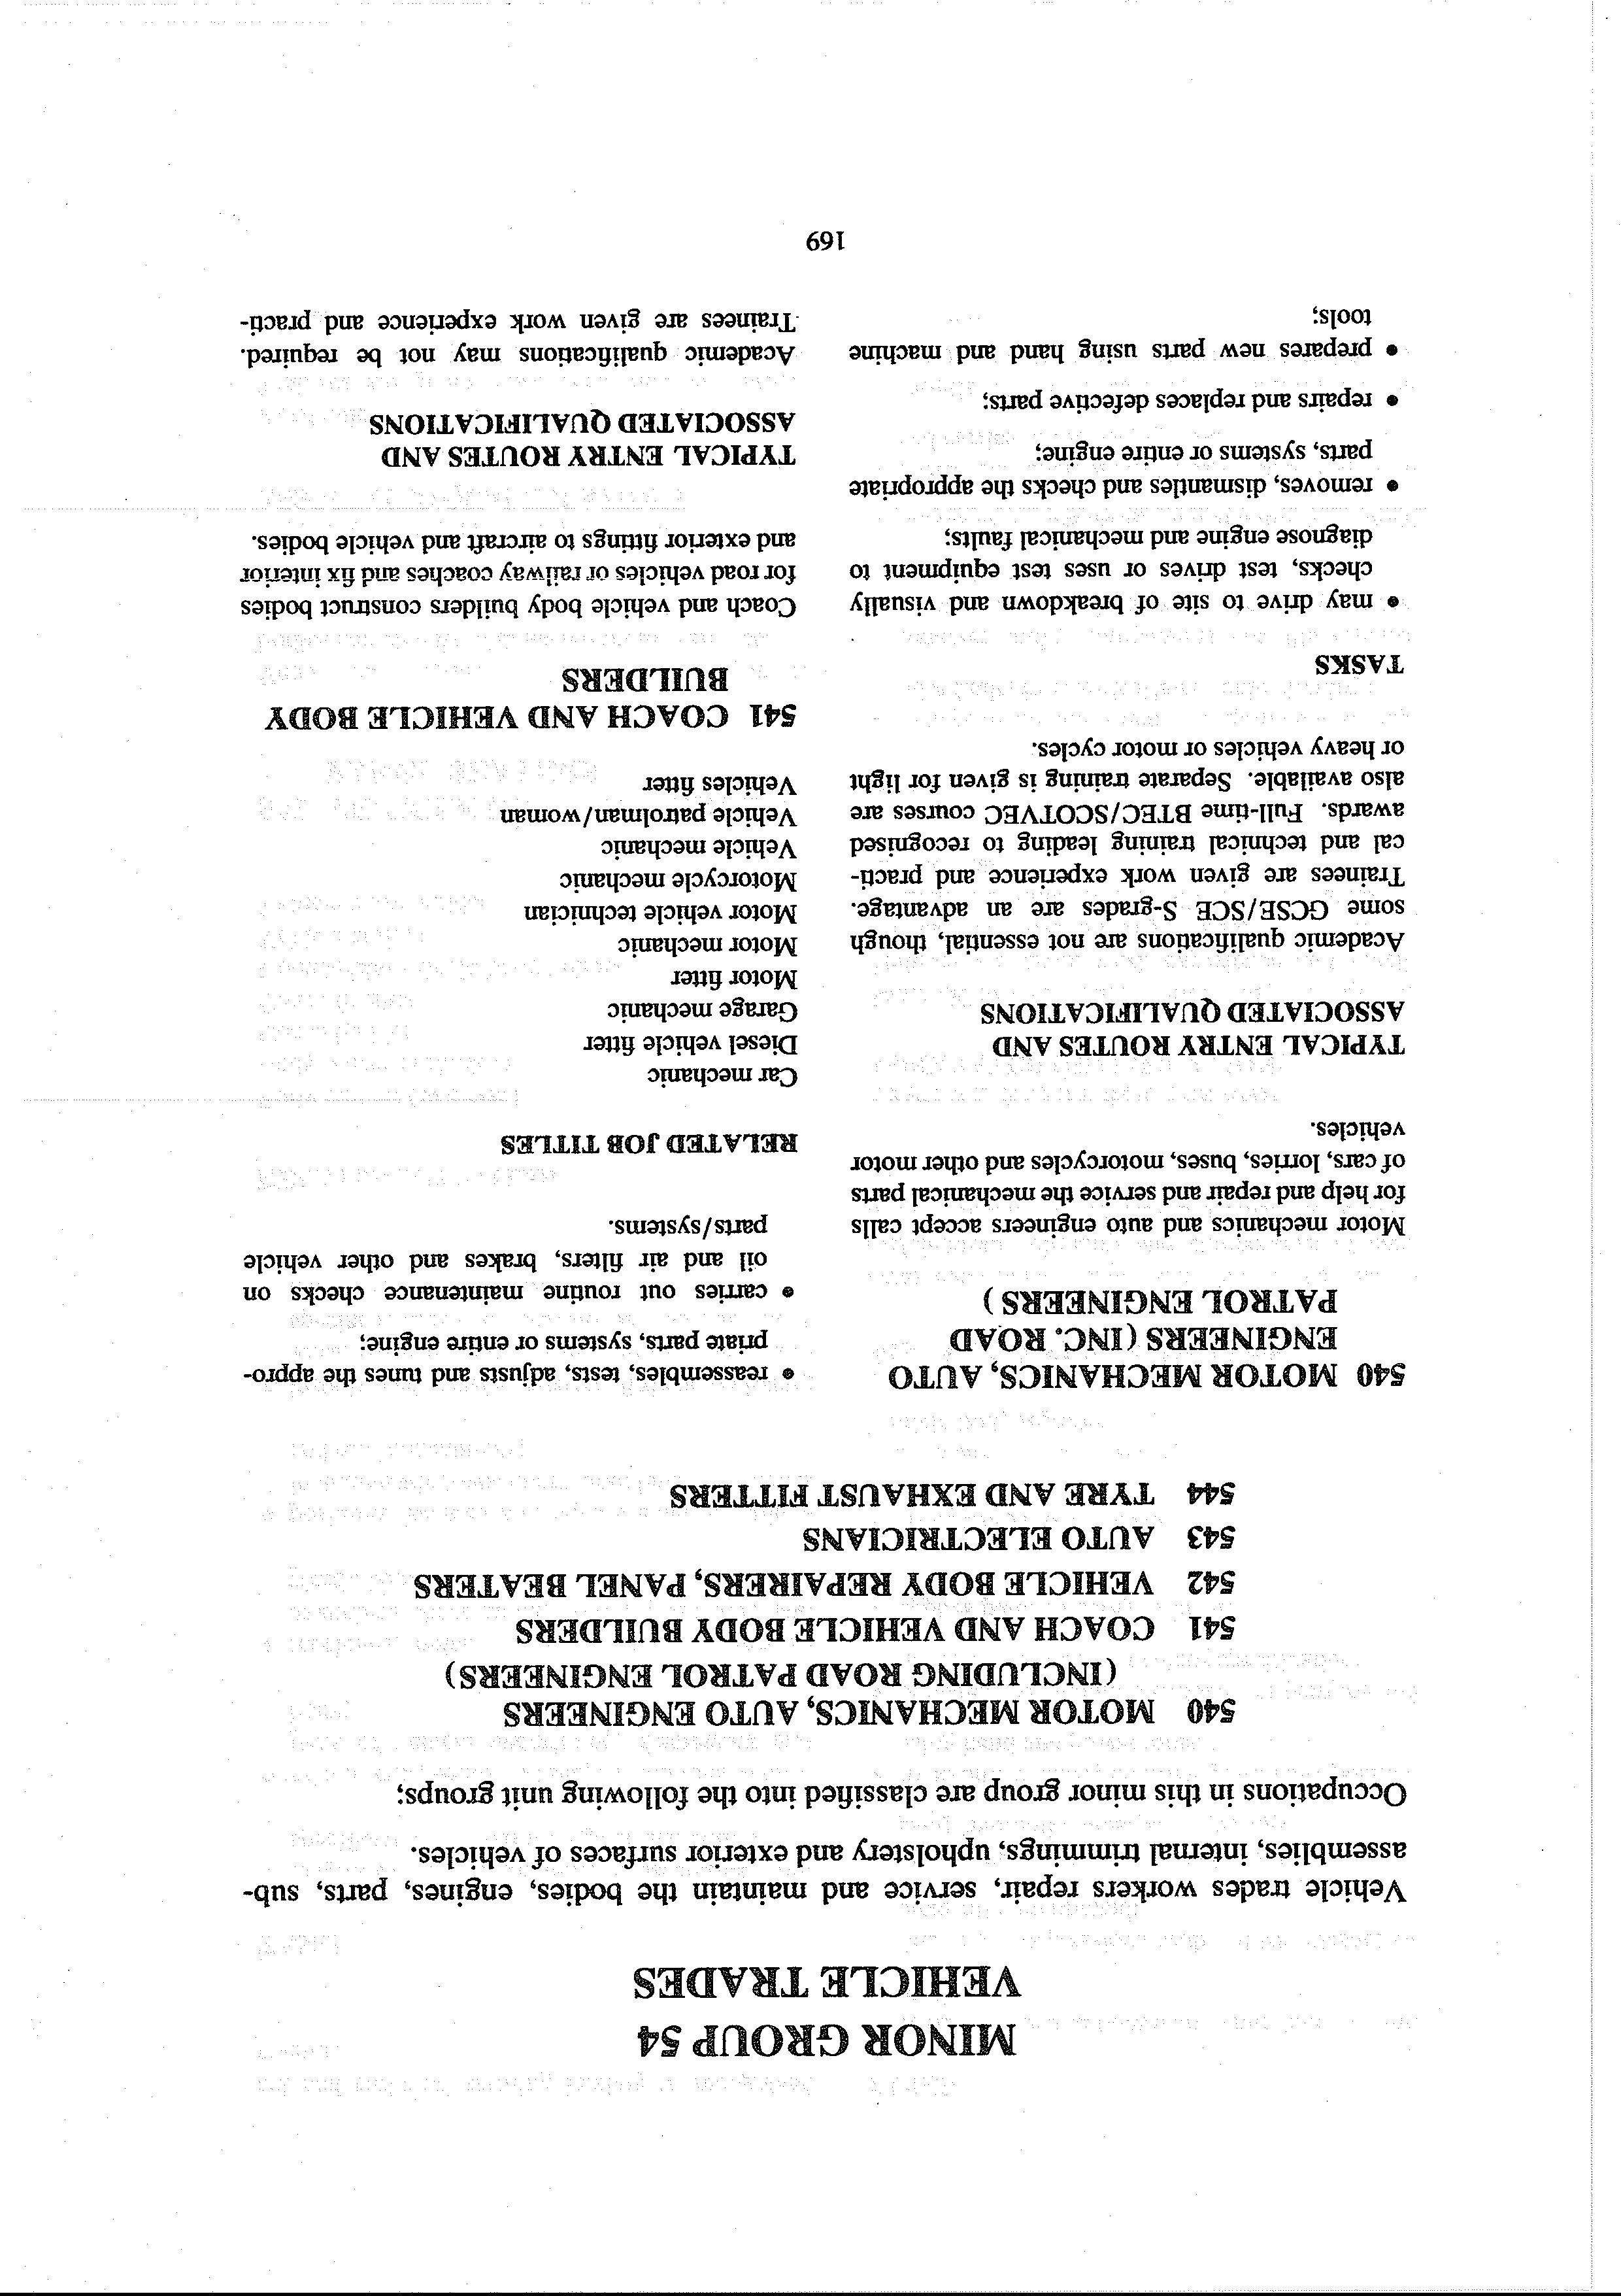 MINOR GROUP 54
VEHICLE TRADES
Vehicle trades workers repair, service and maintain the bodies, engines, parts, sub-
assemblies, internal trimmings, upholstery and exterior surfaces of vehicles.
Occupations in this minor group are classified into the following unit groups;
540 MOTOR MECHANICS, AUTO ENGINEERS
(INCLUDING ROAD PATROL ENGINEERS)
541 COACH AND VEHICLE BODY BUILDERS
542 VEHICLE BODY REPAIRERS, PANEL BEATERS
543 AUTO ELECTRICIANS
544 TYRE AND EXHAUST FITTERS
540 MOTOR MECHANICS, AUTO
ENGINEERS (INC. ROAD
PATROL ENGINEERS )
Motor mechanics and auto engineers accept calls
for help and repair and service the mechanical parts
of cars, lorries, buses, motorcycles and other motor
vehicles.
TYPICAL ENTRY ROUTES AND
ASSOCIATED QUALIFICATIONS
Academic qualifications are not essential, though
some GCSE/SCE S-grades are an advantage.
Trainees are given work experience and practi-
cal and technical training leading to recognised
awards. Full-time BTEC/SCOTVEC courses are
also available. Separate training is given for light
or heavy vehicles or motor cycles.
TASKS
• may drive to site of breakdown and visually
checks, test drives or uses test equipment to
diagnose engine and mechanical faults;
• removes, dismantles and checks the appropriate
parts, systems or entire engine;
• repairs and replaces defective parts;
• prepares new parts using hand and machine
tools;
• reassembles, tests, adjusts and tunes the appro-
priate parts, systems or entire engine;
• carries out routine maintenance checks on
oil and air filters, brakes and other vehicle
parts/systems.
RELATED JOB TITLES
Car mechanic
Diesel vehicle fitter
Garage mechanic
Motor fitter
Motor mechanic
Motor vehicle technician
Motorcycle mechanic
Vehicle mechanic
Vehicle patrolman/woman
Vehicles fitter
541 COACH AND VEHICLE BODY
BUILDERS
Coach and vehicle body builders construct bodies
for road vehicles or railway coaches and fix interior
and exterior fittings to aircraft and vehicle bodies.
TYPICAL ENTRY ROUTES AND
ASSOCIATED QUALIFICATIONS
Academic qualifications may not be required.
Trainees are given work experience and practi-
169